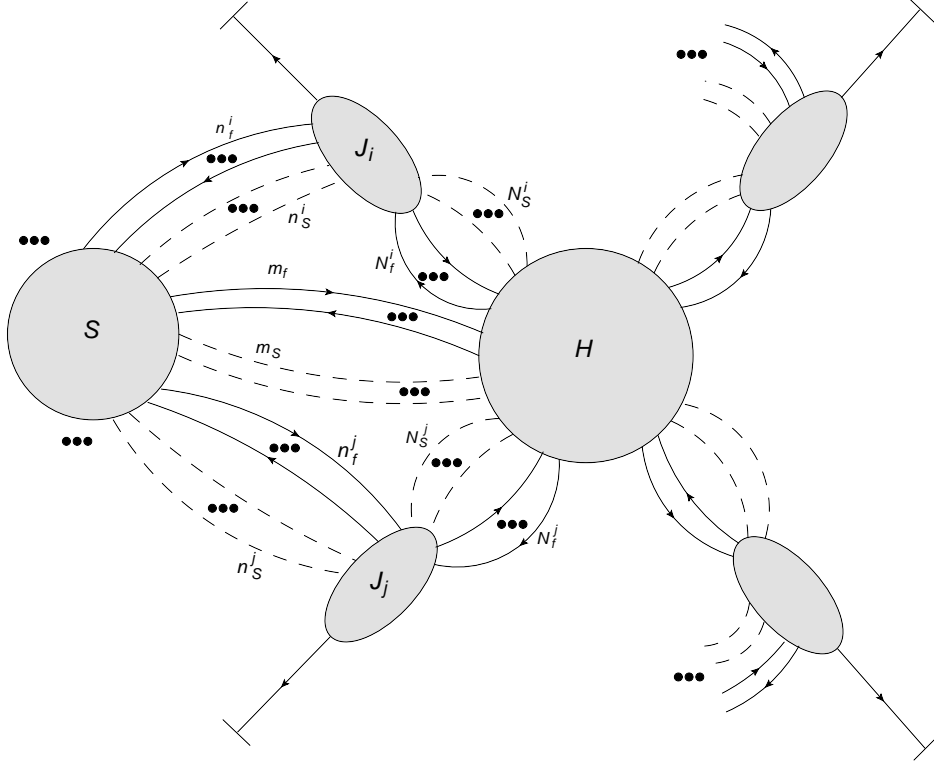 n_f^i
J_i
N_S^i
n_S^i
N_f^i
m_f
S
H
m_S
N_S^j
n_f^j
N_f^j
n_S^j
J_j